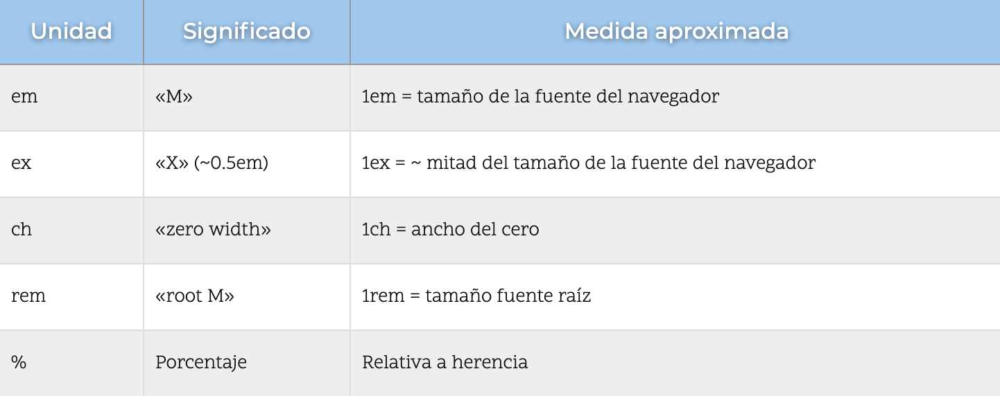 Unidad Significado Medida aproximada
em «M» 1em = tamaño de la fuente del navegador
ex «X» (~0.5em) 1ex = ~ mitad del tamaño de la fuente del navegador
ch «zero width» 1ch = ancho del cero
rem «root M» 1rem = tamaño fuente raíz
% Porcentaje Relativa a herencia